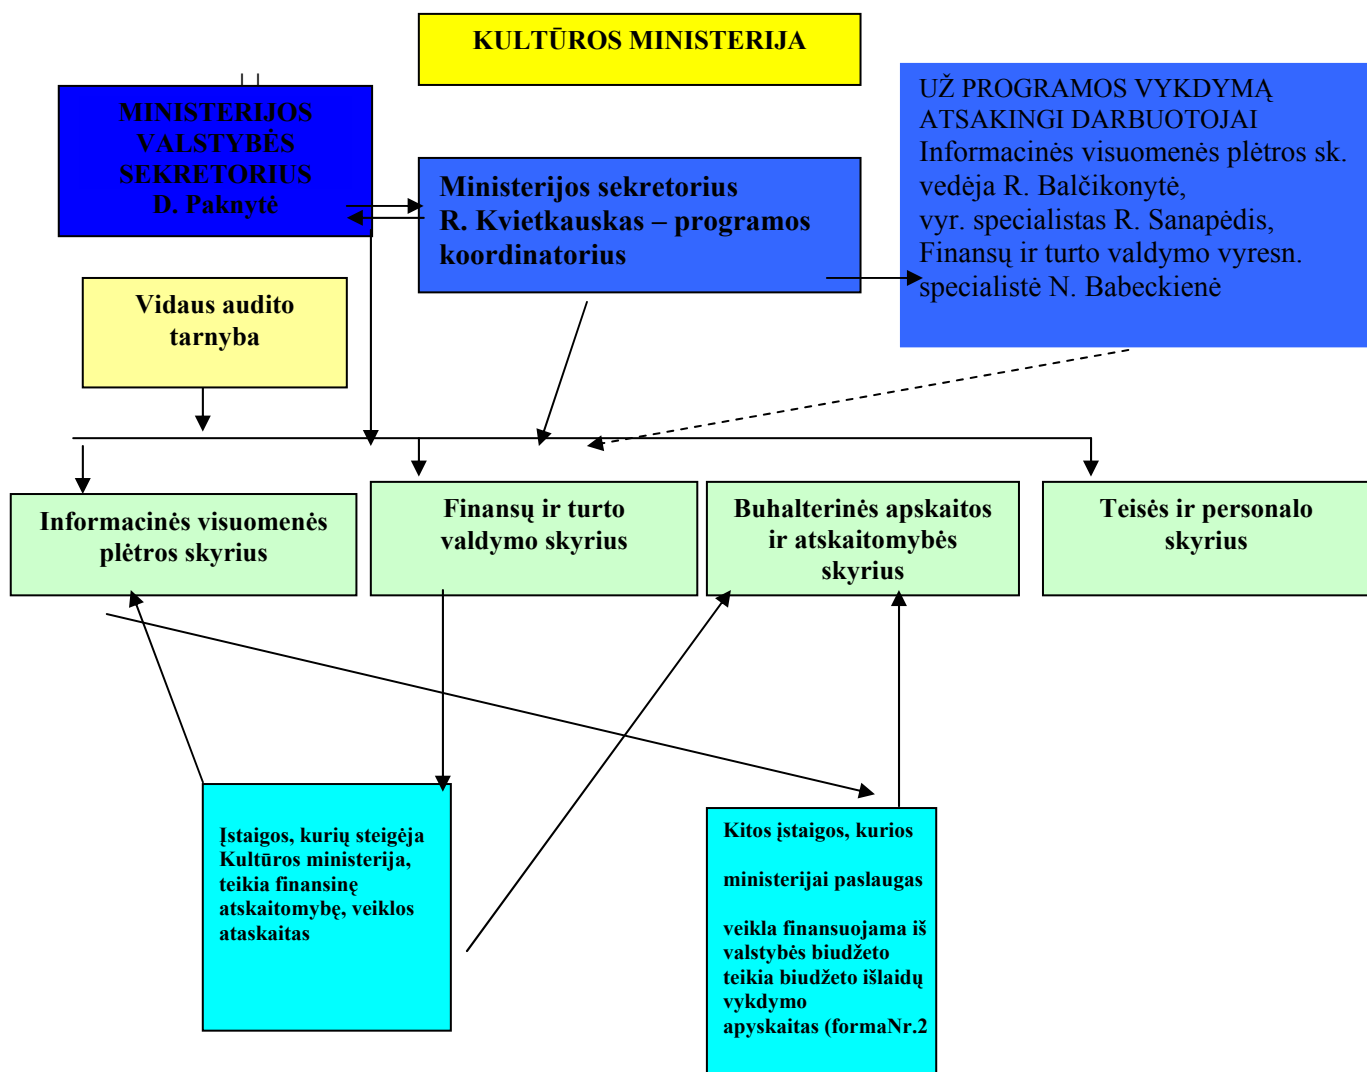 KULTŪROS MINISTERIJA
MINISTERIJOS
VALSTYBĖS
SEKRETORIUS
D. Paknytė
Ministerijos sekretorius
R. Kvietkauskas – programos
koordinatorius
UŽ PROGRAMOS VYKDYMĄ
ATSAKINGI DARBUOTOJAI
Informacinės visuomenės plėtros sk.
vedėja R. Balčikonytė,
vyr. specialistas R. Sanapėdis,
Finansų ir turto valdymo vyresn.
specialistė N. Babeckienė
Vidaus audito
tarnyba
Informacinės visuomenės
plėtros skyrius
Finansų ir turto
valdymo skyrius
Buhalterinės apskaitos
ir atskaitomybės
skyrius
Teisės ir personalo
skyrius
Įstaigos, kurių steigėja
Kultūros ministerija,
teikia finansinę
atskaitomybę, veiklos
ataskaitas
Kitos įstaigos, kurios
ministerijai paslaugas
veikla finansuojama iš
valstybės biudžeto
teikia biudžeto išlaidų
vykdymo
apyskaitas (formaNr.2